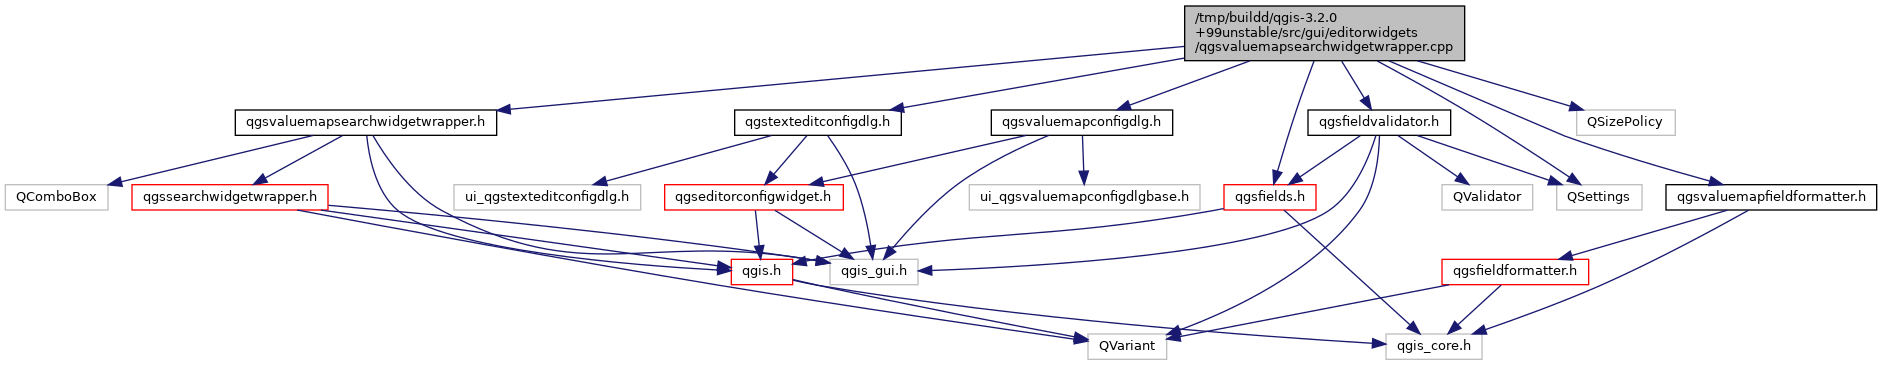 /tmp/buildd/qgis-3.2.0
+99unstable/src/gui/editorwidgets
/qgsvaluemapsearchwidgetwrapper.cpp
qgsvaluemapsearchwidgetwrapper.h
qgstexteditconfigdlg.h
qgsvaluemapconfigdlg.h
qgsfieldvalidator.h
QSizePolicy
QComboBox
qgssearchwidgetwrapper.h
ui_qgstexteditconfigdlg.h
qgseditorconfigwidget.h
ui_qgsvaluemapconfigdlgbase.h
qgsfields.h
QValidator
QSettings
qgsvaluemapfieldformatter.h
qgis.h
qgis_gui.h
qgsfieldformatter.h
QVariant
qgis_core.h